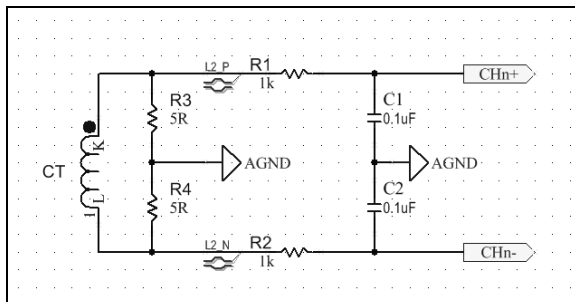 L2_P R1
1k
CHn+
R3
5R
C1
0.1uF
K
CT
AGND
AGND
R4
5R
C2
0.1uF
1 L
L2_N R2
1k
CHn-